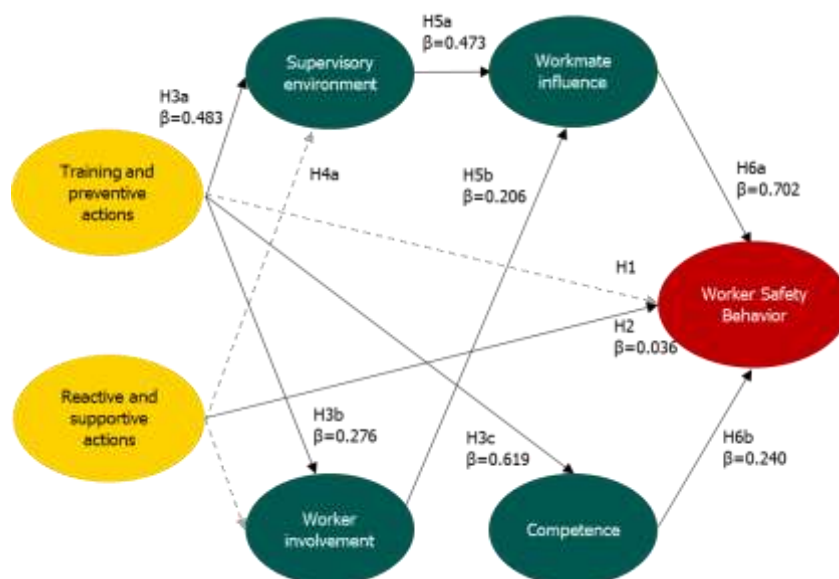 H5a
β=0.473
Supervisory
environment
Workmate
influence
H3a
β=0.483
Training and
preventive
actions
H4a
H5b
β=0.206
H6a
β=0.702
H1
Worker Safety
Behavior
H2
β=0.036
Reactive and
supportive
actions
H3b
β=0.276
H3c
β=0.619
H6b
β=0.240
Worker
involvement
Competence